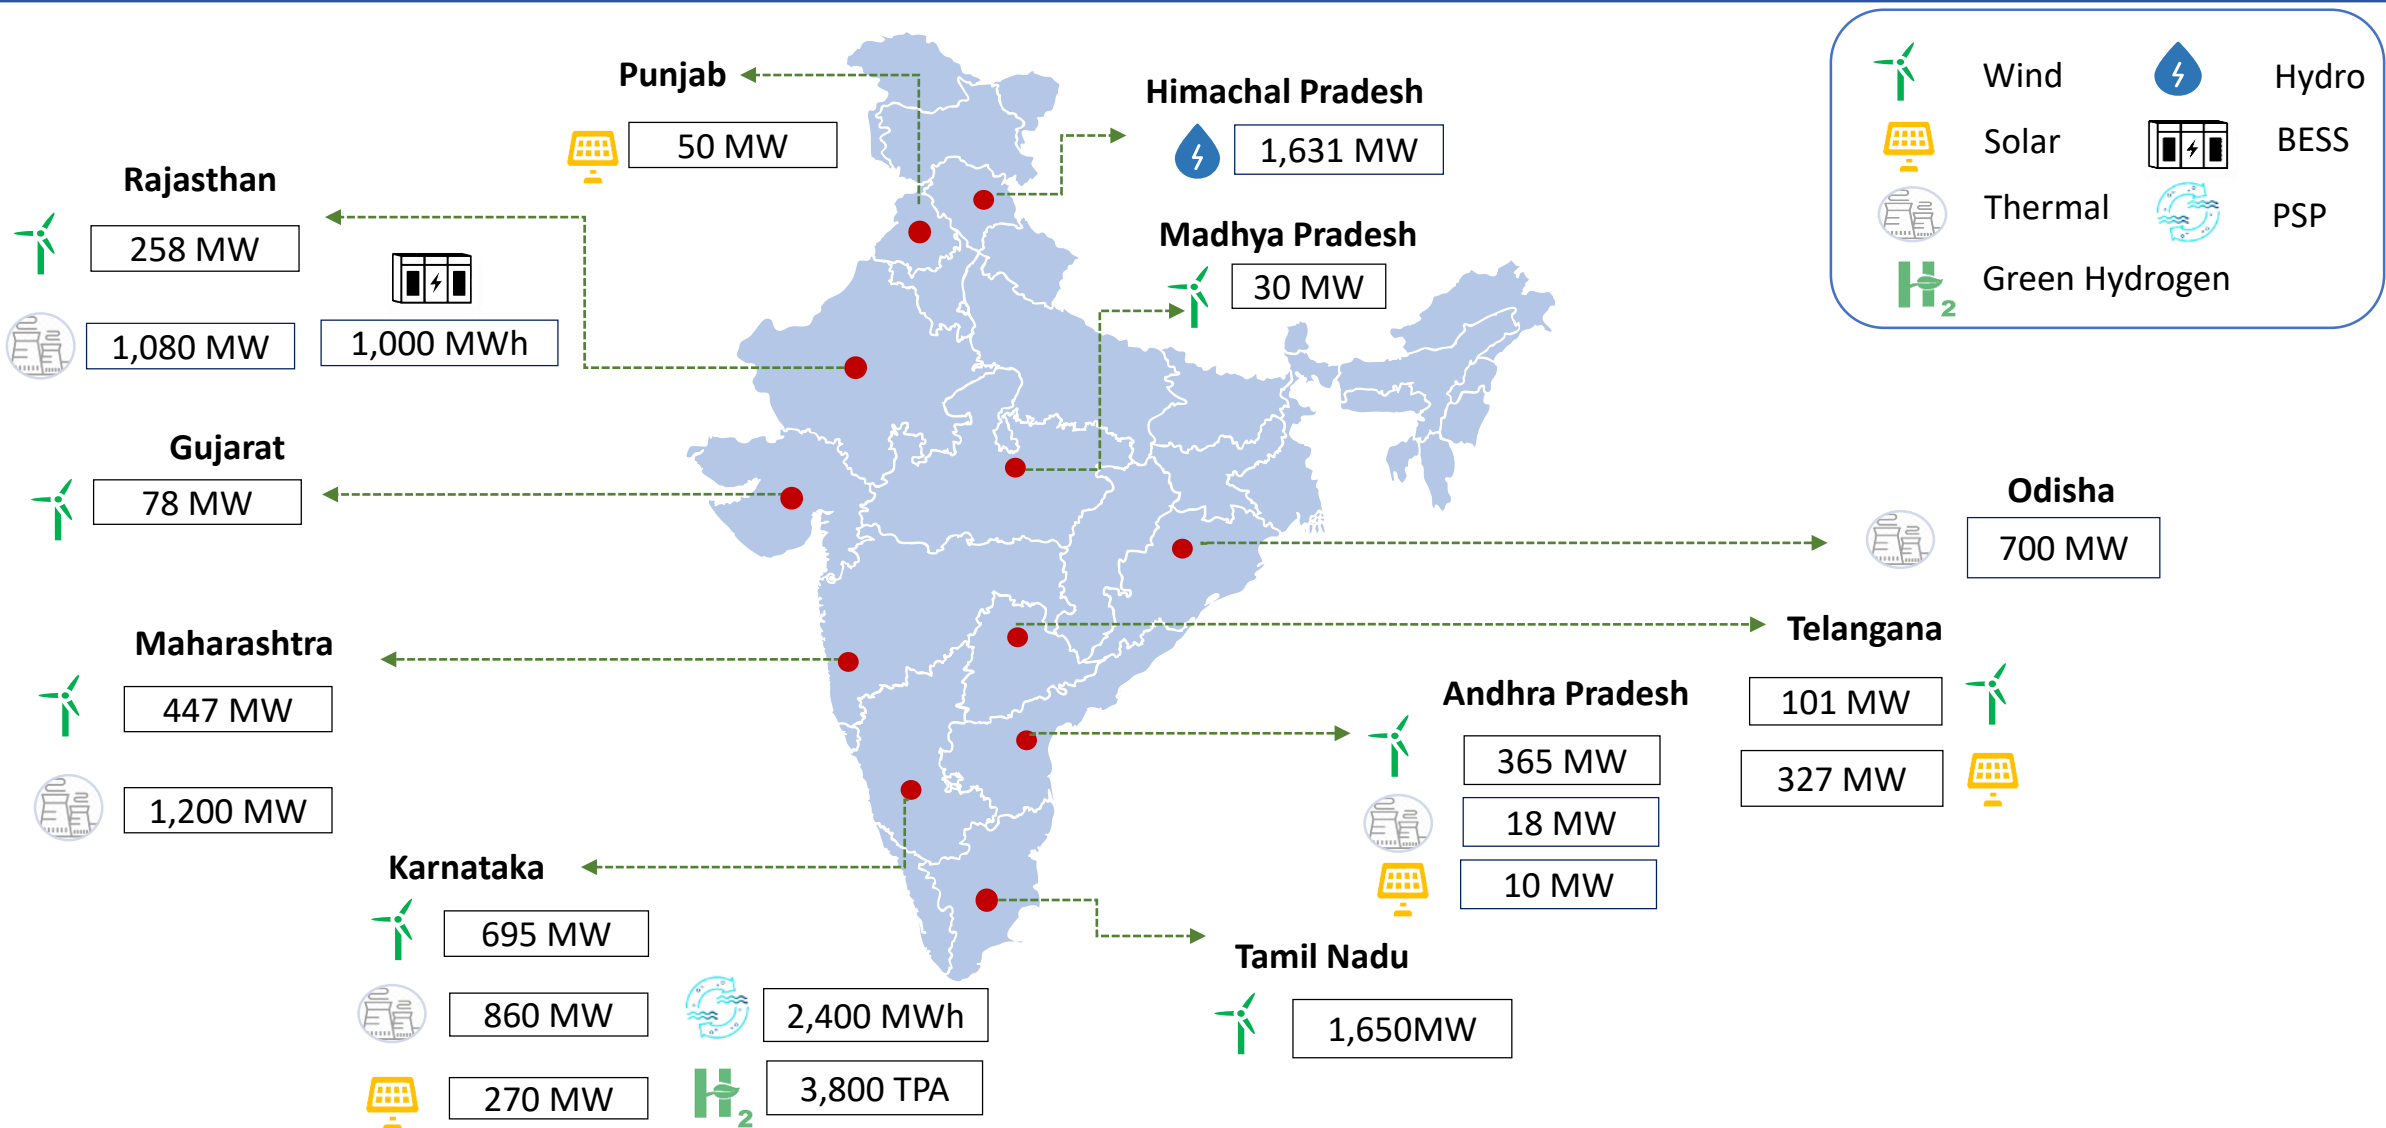 Punjab
50 MW
Himachal Pradesh
1,631 MW
Wind
Hydro
Solar
BESS
Thermal
PSP
Green Hydrogen
H2
Rajasthan
258 MW
1,080 MW
1,000 MWh
Madhya Pradesh
30 MW
Gujarat
78 MW
Odisha
700 MW
Maharashtra
447 MW
1,200 MW
Telangana
101 MW
327 MW
Andhra Pradesh
365 MW
18 MW
10 MW
Karnataka
695 MW
860 MW
2,400 MWh
270 MW
H2
3,800 TPA
Tamil Nadu
1,650MW